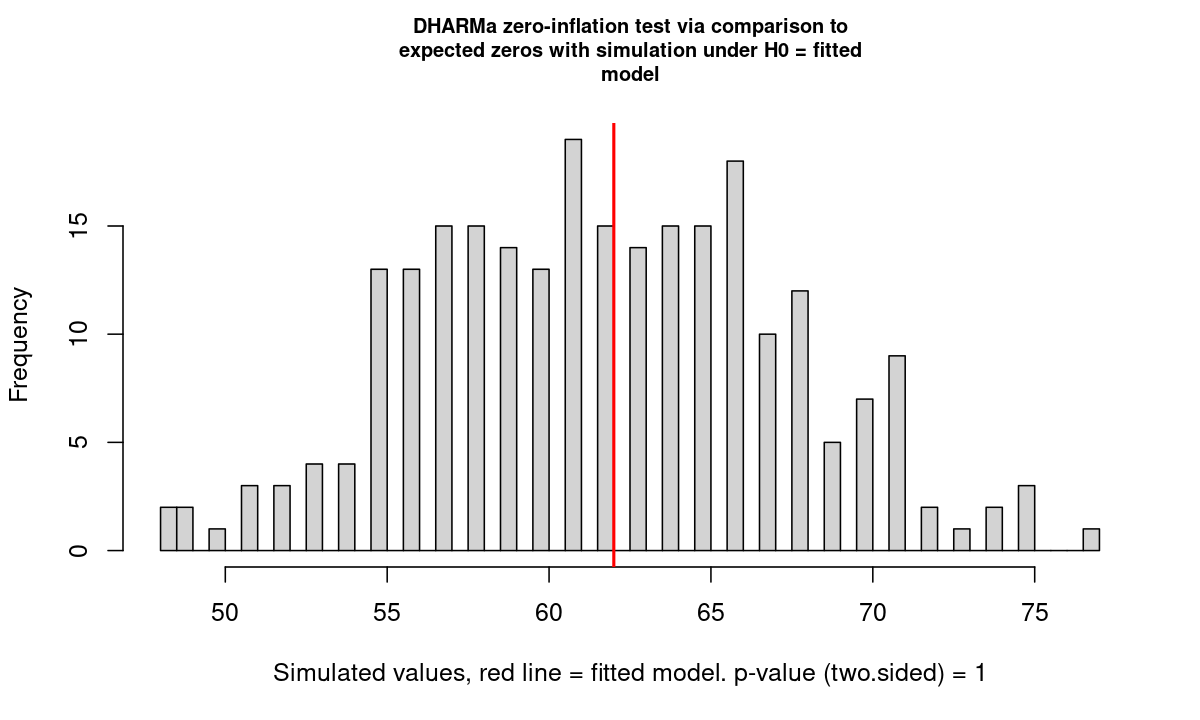 DHARMa zero-inflation test via comparison to
expected zeros with simulation under H0 = fitted
model
Frequency
15
10
5
0
50 55 60 65 70 75
Simulated values, red line = fitted model. p-value (two.sided) = 1